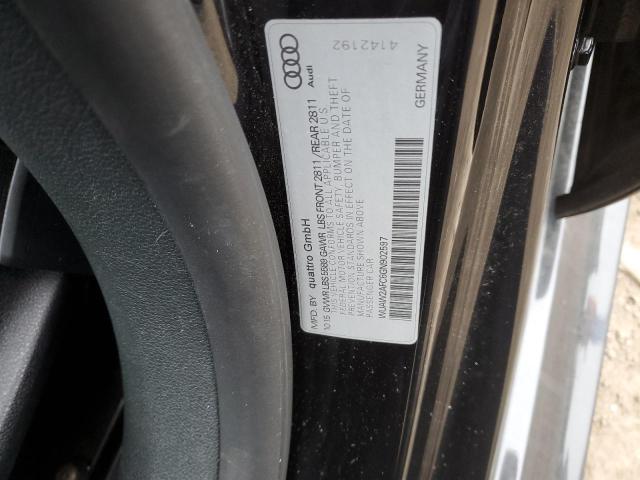 4142192
Audi
MFD. BY quattro GmbH
10/15 GVWR LBS 5589 GAWR LBS FRONT 2811/REAR 2811
THIS VEHICLE CONFORMS TO ALL APPLICABLE U.S.
FEDERAL MOTOR VEHICLE SAFETY, BUMPER AND THEFT
PREVENTION STANDARDS IN EFFECT ON THE DATE OF
MANUFACTURE SHOWN ABOVE
PASSENGER CAR
WUAW2AFC6GN902597
GERMANY